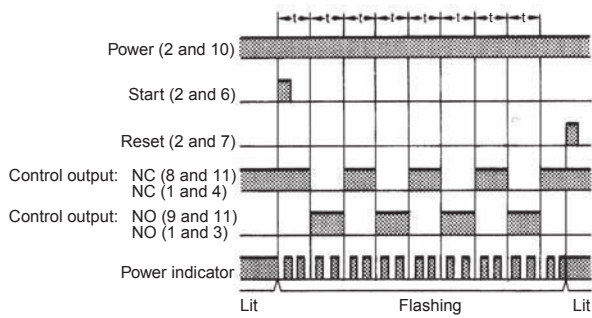 t t t t t t t t
Power (2 and 10)
Start (2 and 6)
Reset (2 and 7)
Control output: NC (8 and 11)
NC (1 and 4)
Control output: NO (9 and 11)
NO (1 and 3)
Power indicator
Lit Flashing Lit